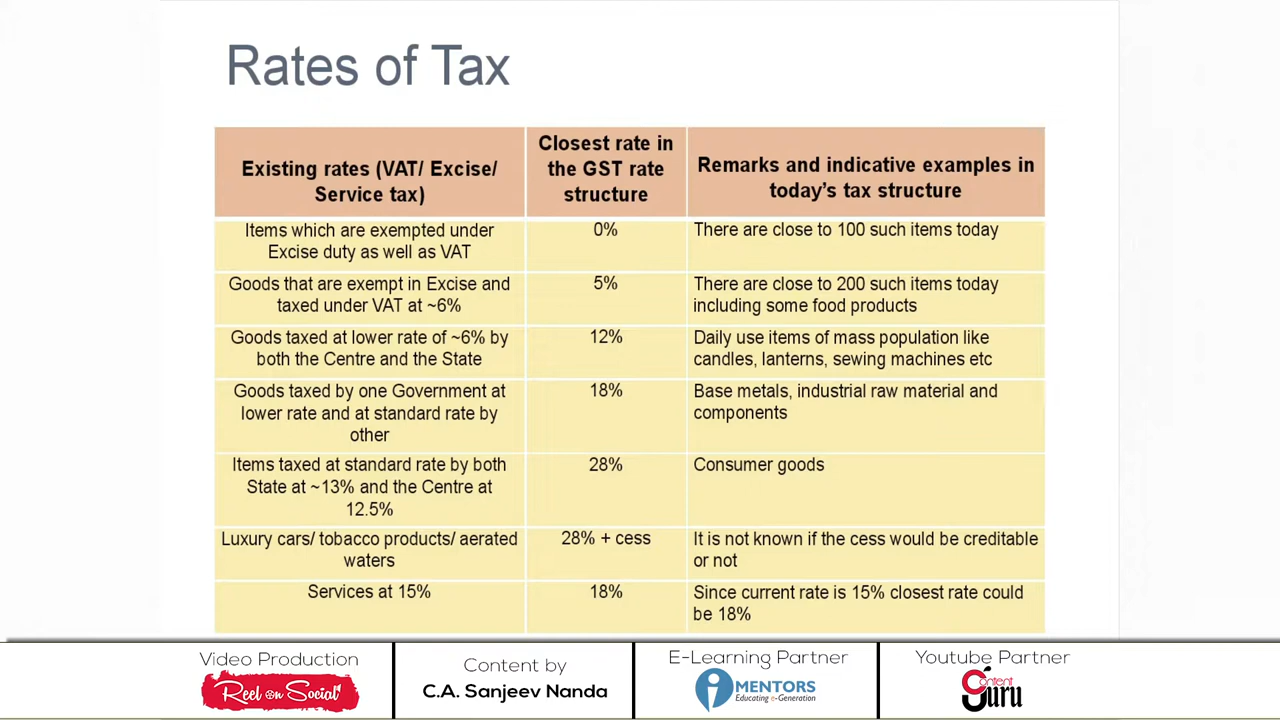 Rates of Tax
Existing rates (VAT/ Excise/
Service tax)
Closest rate in
the GST rate
structure
Remarks and indicative examples in
today's tax structure
Items which are exempted under
Excise duty as well as VAT
0%
There are close to 100 such items today
Goods that are exempt in Excise and
taxed under VAT at ~6%
5%
There are close to 200 such items today
including some food products
Goods taxed at lower rate of ~6% by
both the Centre and the State
12%
Daily use items of mass population like
candles, lanterns, sewing machines etc
Goods taxed by one Government at
lower rate and at standard rate by
other
18%
Base metals, industrial raw material and
components
Items taxed at standard rate by both
State at ~13% and the Centre at
12.5%
28%
Consumer goods
Luxury cars/ tobacco products/ aerated
waters
28% + cess
It is not known if the cess would be creditable
or not
Services at 15%
18%
Since current rate is 15% closest rate could
be 18%
Video Production
Reel on Social
Content by
C.A. Sanjeev Nanda
E-Learning Partner
iMENTORS
Educating e-Generation
Youtube Partner
Content
Guru